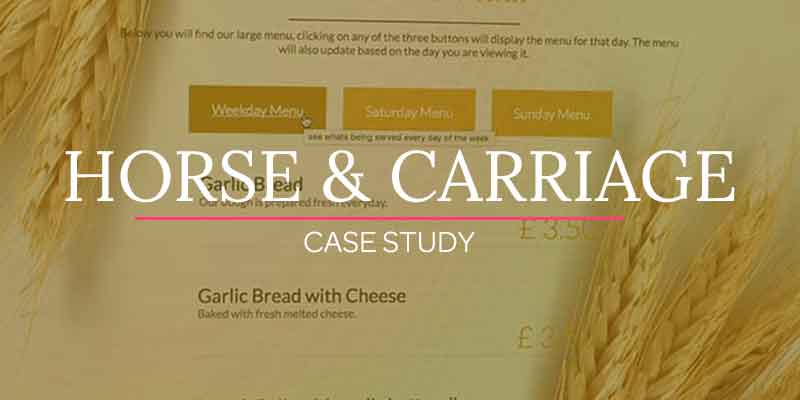 Below you will find our large menu, clicking on any of the three buttons will display the menu for that day. The menu
will also update based on the day you are viewing it.
Weekday Menu
Saturday Menu
Sunday Menu
see whats being served every day of the week
HORSE & CARRIAGE
Garlic Bread
Our dough is prepared fresh everyday.
£3.50
CASE STUDY
Garlic Bread with Cheese
Baked with fresh melted cheese.
£3